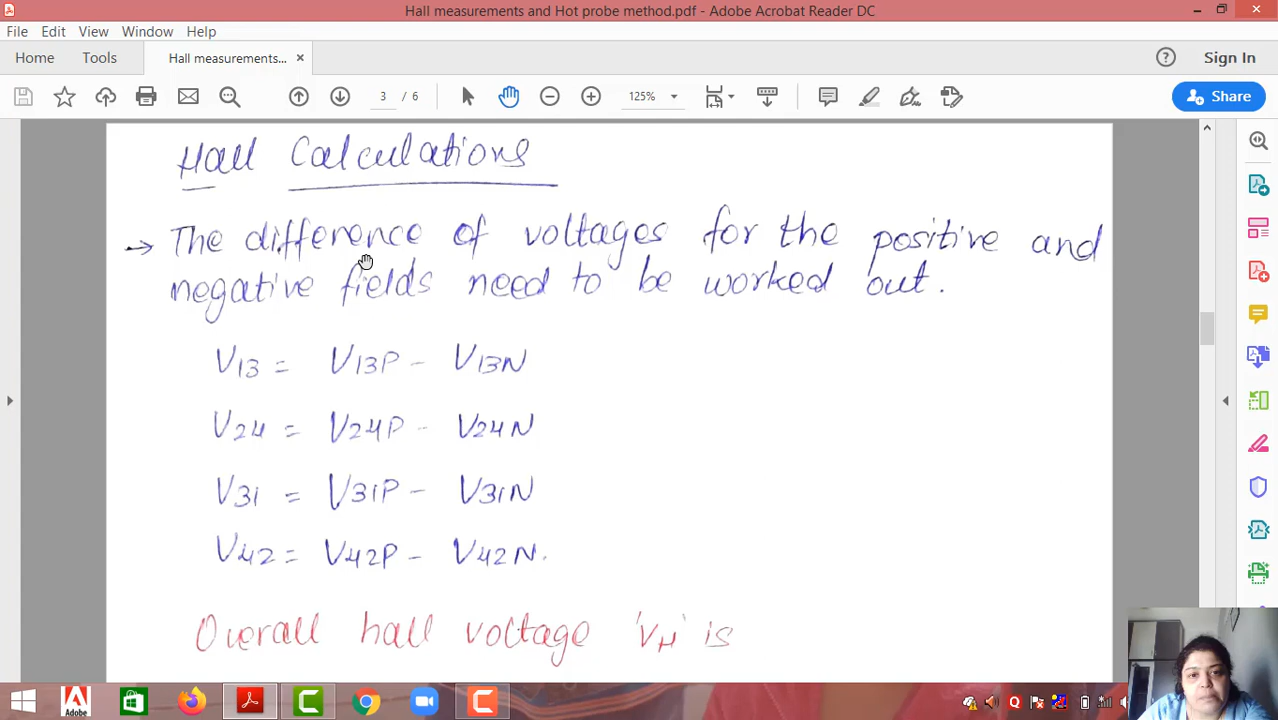 Hall measurements and Hot probe method.pdf - Adobe Acrobat Reader DC
File Edit View Window Help
Home Tools Hall measurements... × ? Sign In
3 / 6 125% Share
Hall Calculations
→ The difference of voltages for the positive and
negative fields need to be worked out.
V13 = V13P - V13N
V24 = V24P - V24N
V31 = V31P - V31N
V42 = V42P - V42N.
Overall hall voltage 'VH' is
Adobe